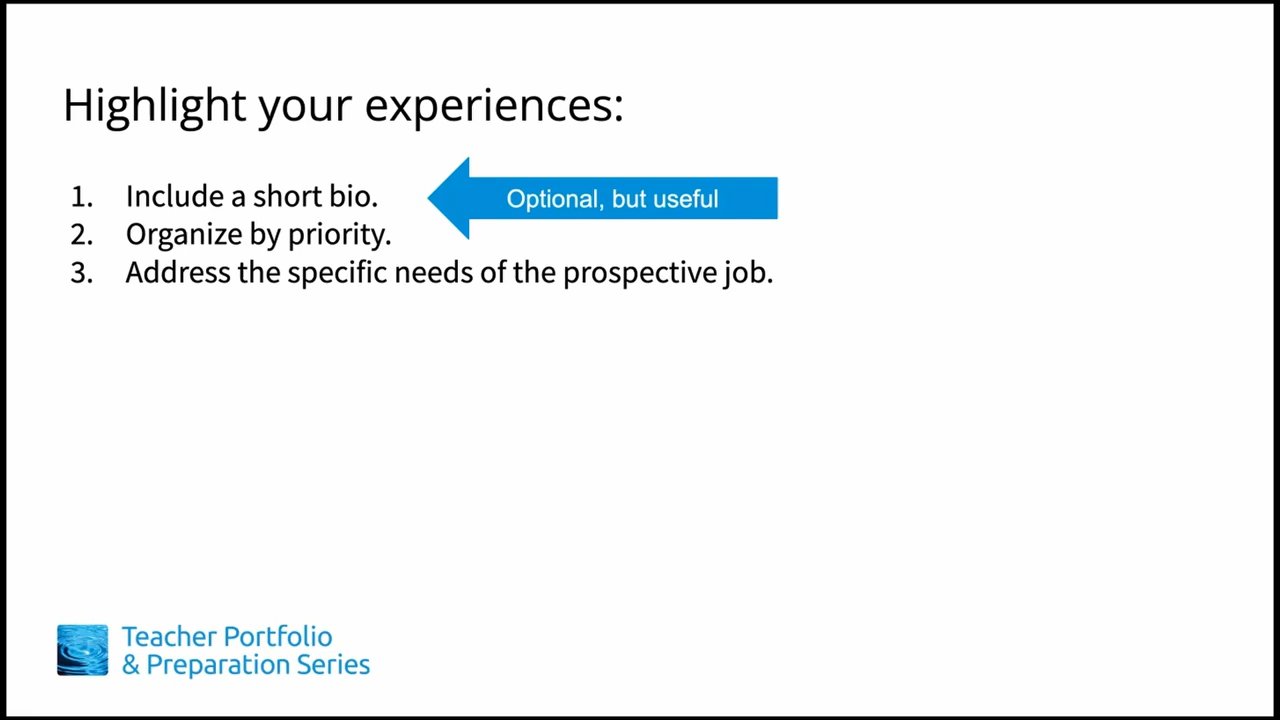 Highlight your experiences:
1. Include a short bio.
Optional, but useful
2. Organize by priority.
3. Address the specific needs of the prospective job.
Teacher Portfolio
& Preparation Series